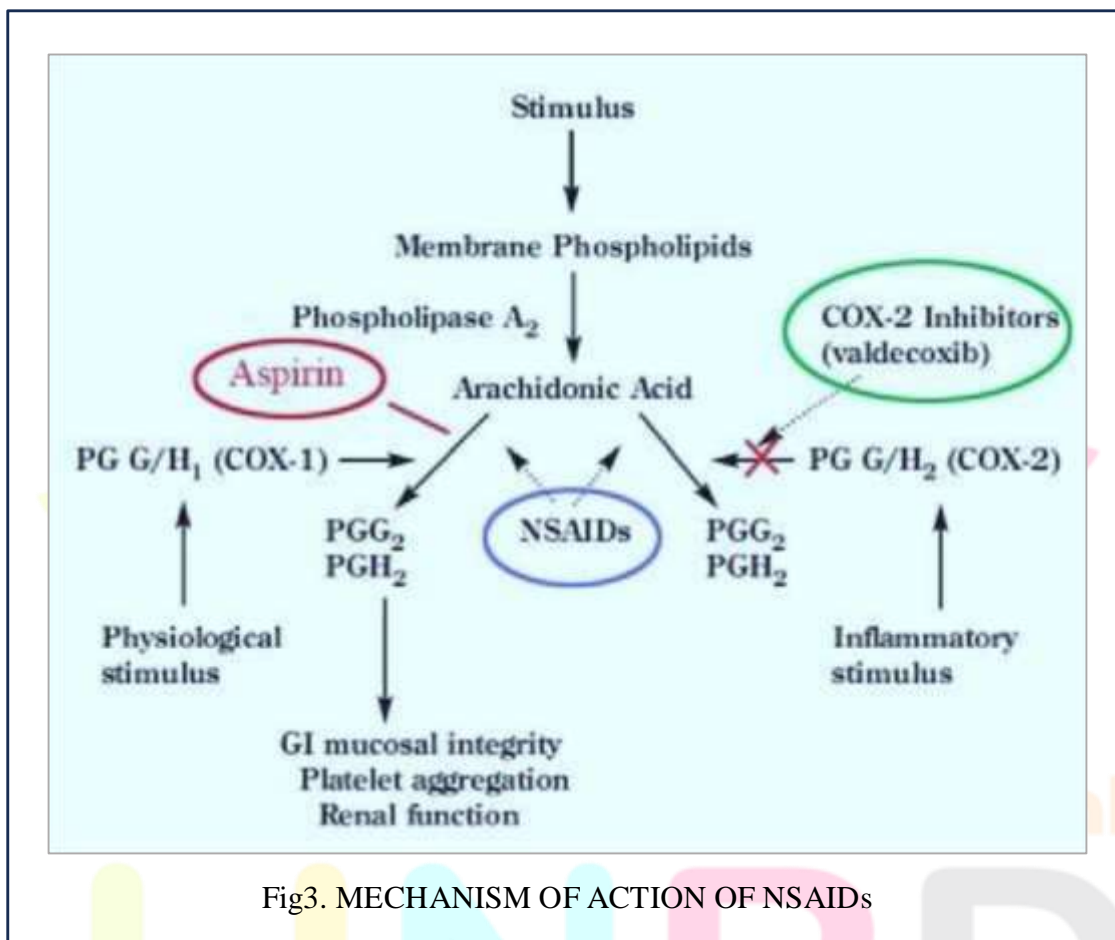 Stimulus
Membrane Phospholipids
Phospholipase A₂
COX-2 Inhibitors
(valdecoxib)
Aspirin
Arachidonic Acid
PG G/H₁ (COX-1)
PG G/H₂ (COX-2)
PGG₂
PGH₂
NSAIDs
PGG₂
PGH₂
Physiological
stimulus
Inflammatory
stimulus
GI mucosal integrity
Platelet aggregation
Renal function
Fig3. MECHANISM OF ACTION OF NSAIDs